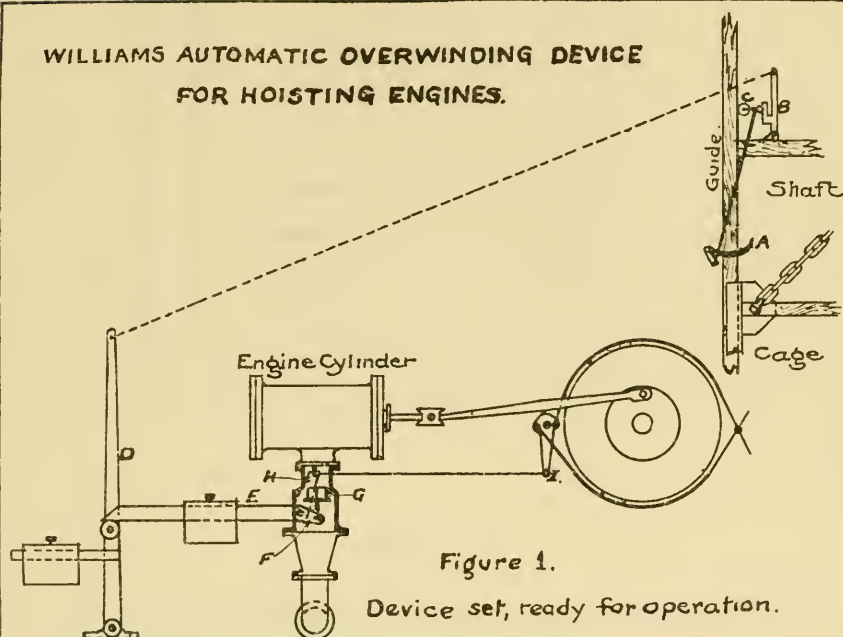 WILLIAMS AUTOMATIC OVERWINDING DEVICE
FOR HOISTING ENGINES.
C
B
Guide.
Shaft
A
Cage
Engine Cylinder
D
H
I.
E
G
F
Figure 1.
Device set, ready for operation.